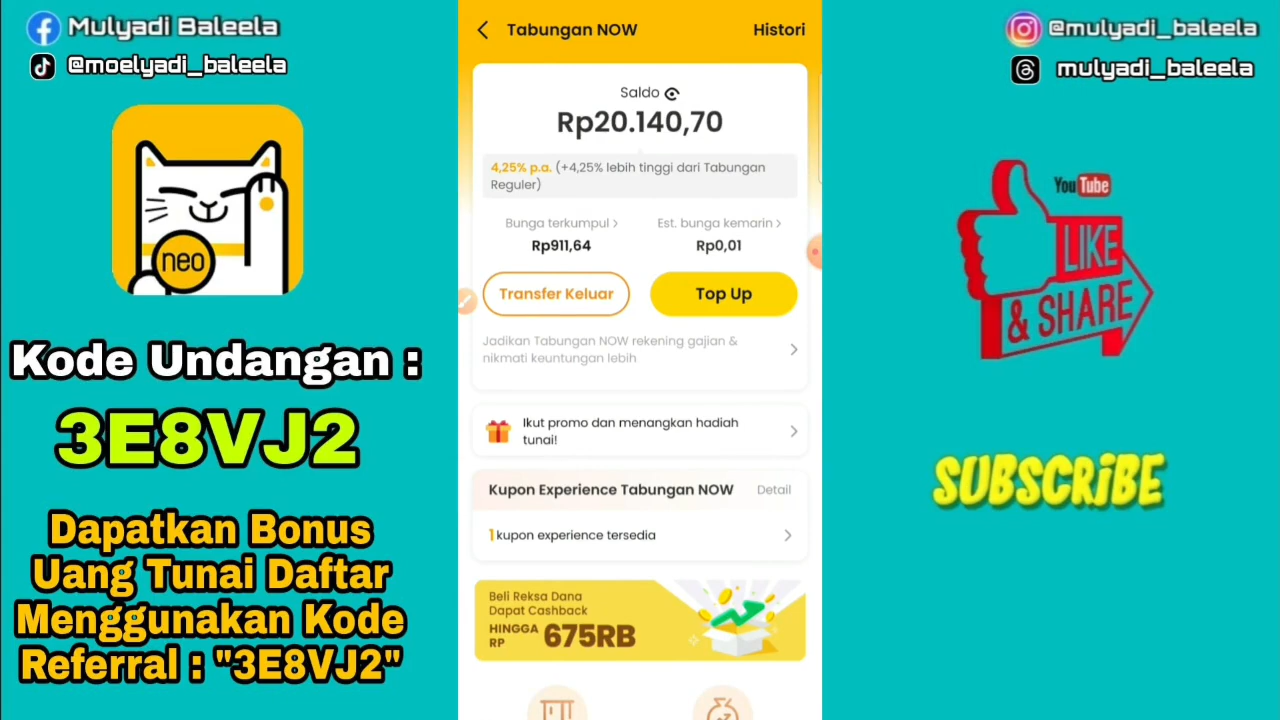 Mulyadi Baleela
@moelyadi_baleela
neo
Kode Undangan :
3E8VJ2
Dapatkan Bonus
Uang Tunai Daftar
Menggunakan Kode
Referral : "3E8VJ2"
Tabungan NOW
Histori
Saldo
Rp20.140,70
4,25% p.a. (+4,25% lebih tinggi dari Tabungan
Reguler)
Bunga terkumpul
Est. bunga kemarin
Rp911,64
Rp0,01
Transfer Keluar
Top Up
Jadikan Tabungan NOW rekening gajian &
nikmati keuntungan lebih
Ikut promo dan menangkan hadiah
tunai!
Kupon Experience Tabungan NOW
Detail
1 kupon experience tersedia
Beli Reksa Dana
Dapat Cashback
HINGGA
RP
675RB
@mulyadi_baleela
mulyadi_baleela
YouTube
LIKE
& SHARE
SUBSCRiBE